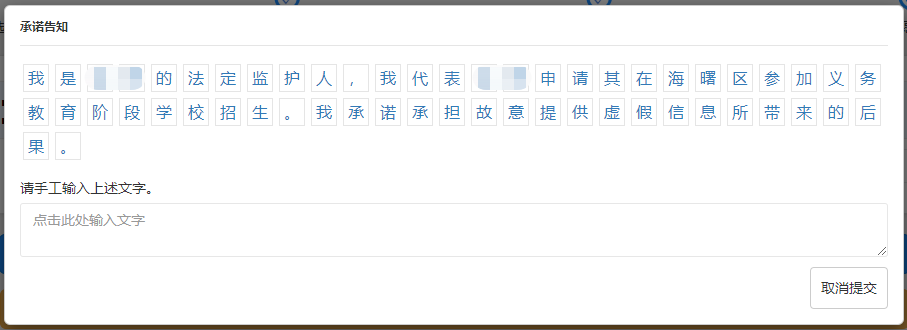 承诺告知
我是的法定监护人，我代表申请其在海曙区参加义务
教育阶段学校招生。我承诺承担故意提供虚假信息所带来的后
果。
请手工输入上述文字。
点击此处输入文字
取消提交